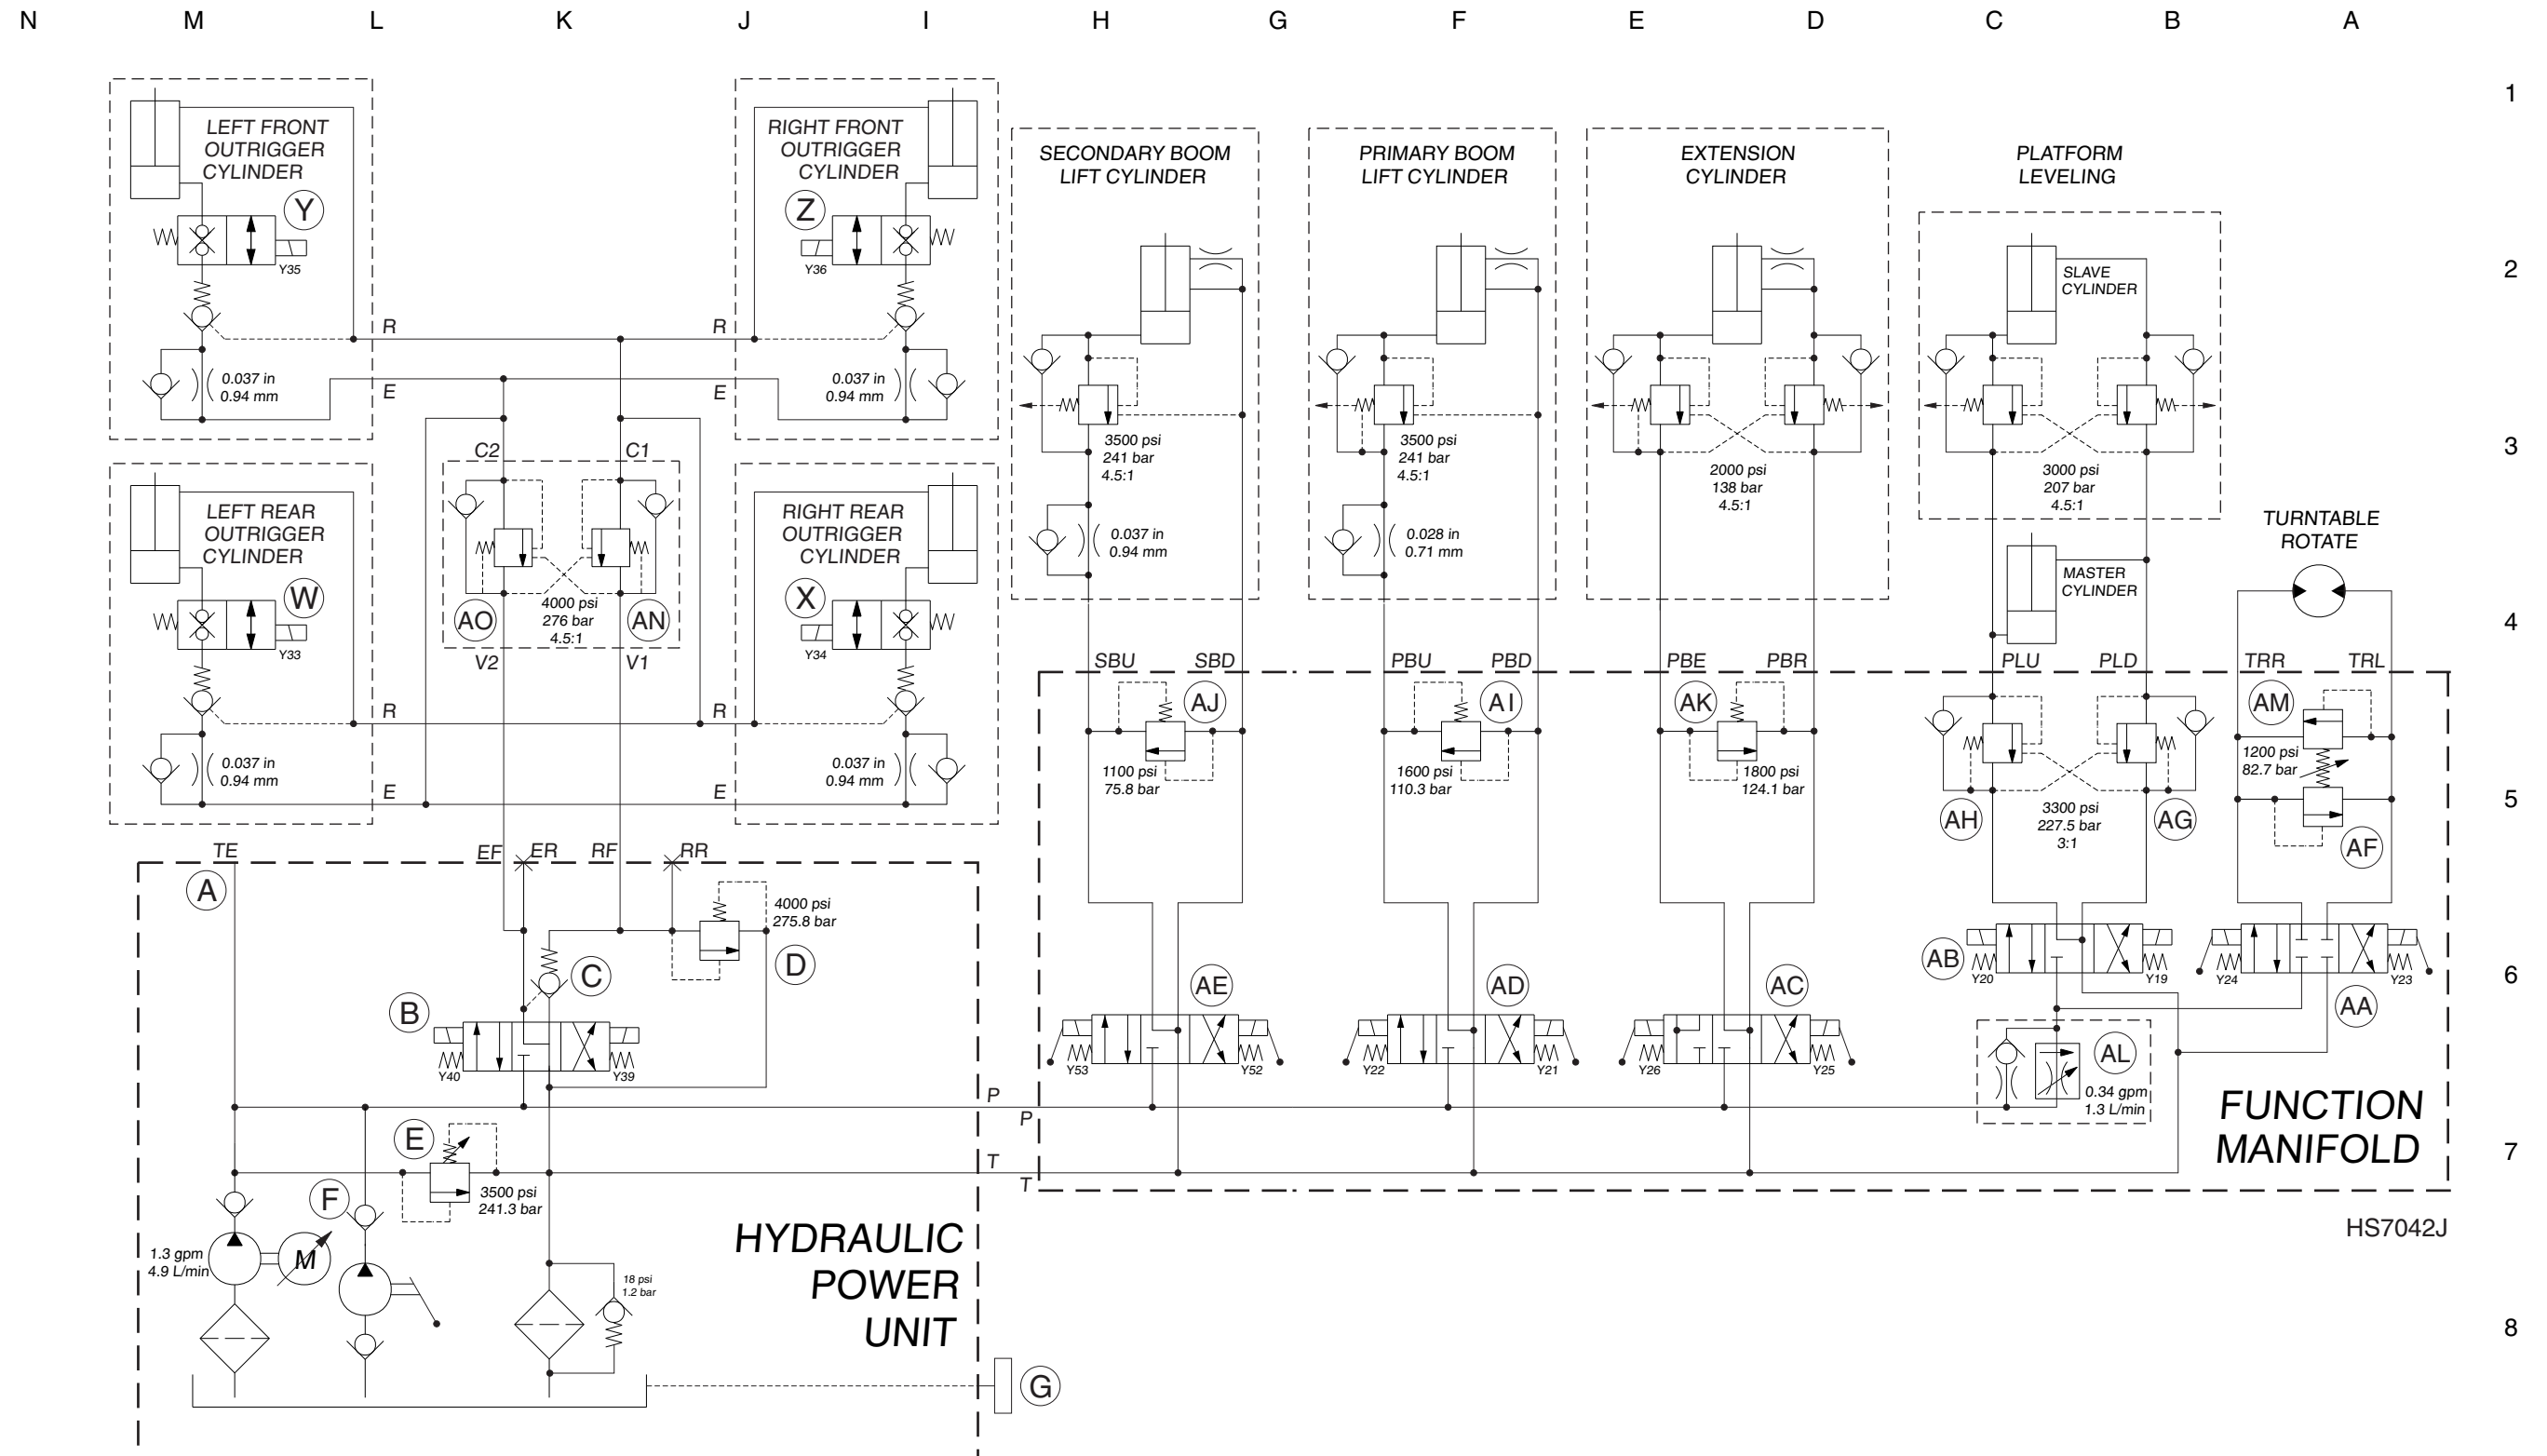 N M L K J I H G F E D C B A
1
2
3
4
5
6
7
8
LEFT FRONT
OUTRIGGER
CYLINDER
Y
Y35
0.037 in
0.94 mm
R
E
RIGHT FRONT
OUTRIGGER
CYLINDER
Z
Y36
0.037 in
0.94 mm
R
E
LEFT REAR
OUTRIGGER
CYLINDER
W
Y33
0.037 in
0.94 mm
R
E
RIGHT REAR
OUTRIGGER
CYLINDER
X
Y34
0.037 in
0.94 mm
R
E
C2 C1
AO AN
4000 psi
276 bar
4.5:1
V2 V1
SECONDARY BOOM
LIFT CYLINDER
3500 psi
241 bar
4.5:1
0.037 in
0.94 mm
PRIMARY BOOM
LIFT CYLINDER
3500 psi
241 bar
4.5:1
0.028 in
0.71 mm
EXTENSION
CYLINDER
2000 psi
138 bar
4.5:1
PLATFORM
LEVELING
SLAVE
CYLINDER
3000 psi
207 bar
4.5:1
MASTER
CYLINDER
TURNTABLE
ROTATE
SBU SBD PBU PBD PBE PBR PLU PLD TRR TRL
AJ
1100 psi
75.8 bar
AI
1600 psi
110.3 bar
AK
1800 psi
124.1 bar
AH AG
3300 psi
227.5 bar
3:1
AM
1200 psi
82.7 bar
AF
TE EF ER RF RR
A
4000 psi
275.8 bar
D
C
B
Y40 Y39
AE
Y53 Y52
AD
Y22 Y21
AC
Y26 Y25
AB
Y20 Y19
Y24 Y23
AA
AL
0.34 gpm
1.3 L/min
P
P
T
T
E
3500 psi
241.3 bar
F
1.3 gpm
4.9 L/min
M
18 psi
1.2 bar
G
HYDRAULIC
POWER
UNIT
FUNCTION
MANIFOLD
HS7042J